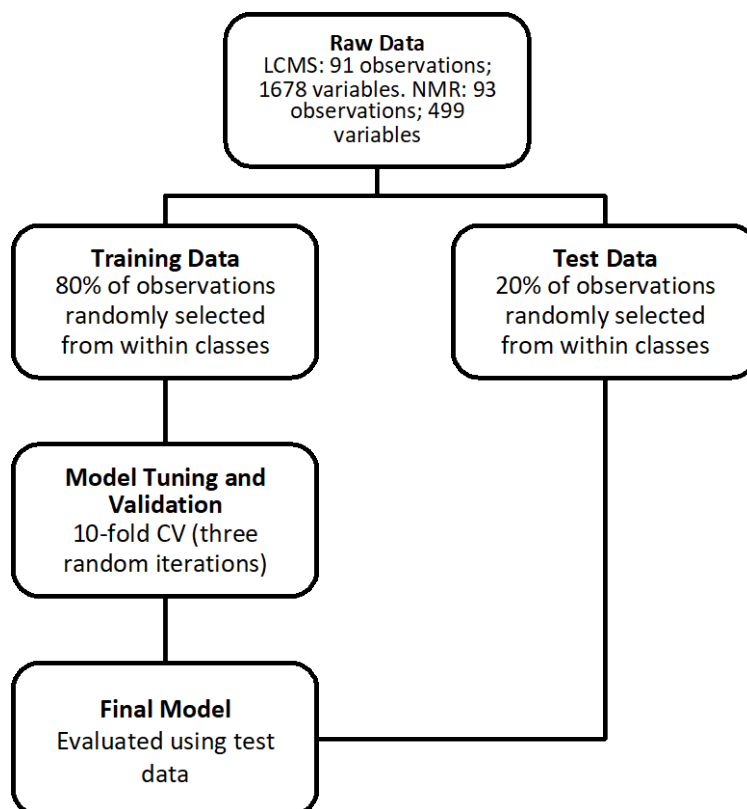 Raw Data
LCMS: 91 observations;
1678 variables. NMR: 93
observations; 499
variables
Training Data
80% of observations
randomly selected
from within classes
Test Data
20% of observations
randomly selected
from within classes
Model Tuning and
Validation
10-fold CV (three
random iterations)
Final Model
Evaluated using test
data